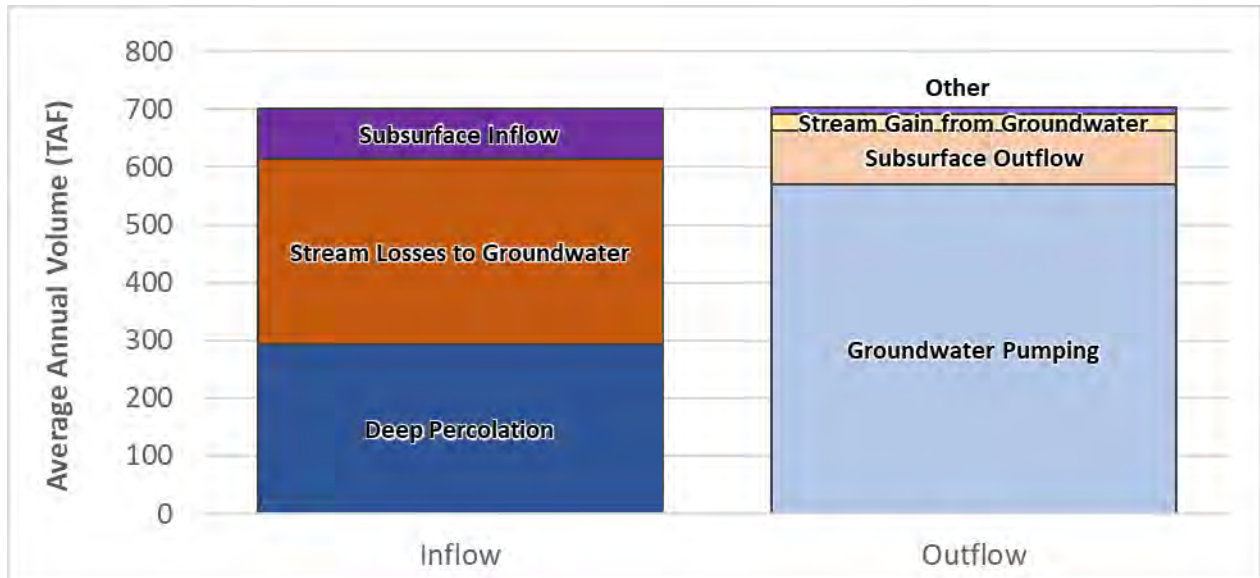 Average Annual Volume (TAF)
800
700
600
500
400
300
200
100
0
Subsurface Inflow
Stream Losses to Groundwater
Deep Percolation
Other
Stream Gain from Groundwater
Subsurface Outflow
Groundwater Pumping
Inflow
Outflow